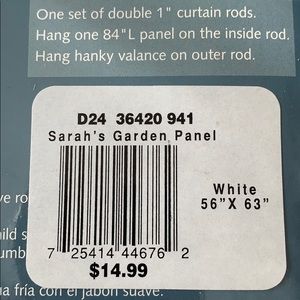 One set of double 1" curtain rods.
Hang one 84"L panel on the inside rod.
Hang hanky valance on outer rod.
D24 36420 941
Sarah's Garden Panel
White
56"X 63"
7 25414 44676 2
$14.99
fría con el jabón suave.